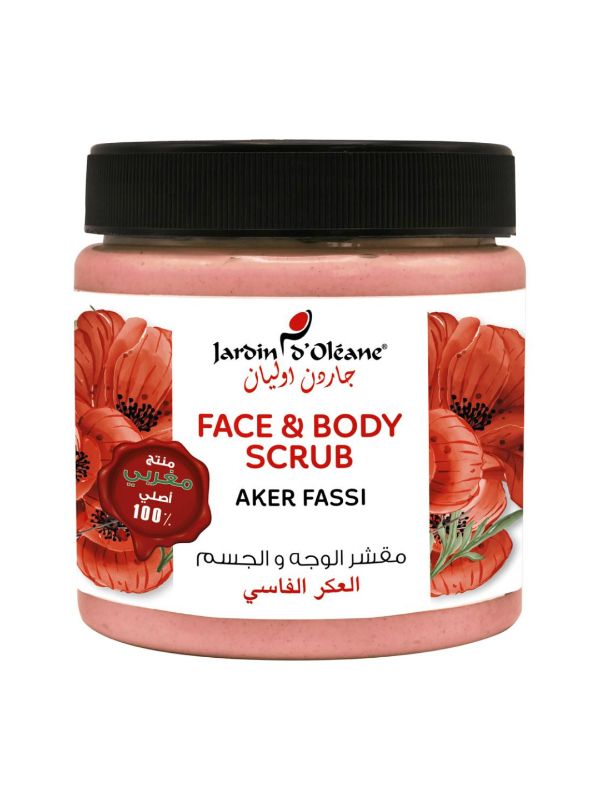 Jardin d'Oléane®
جاردن اوليان
FACE & BODY
SCRUB
AKER FASSI
مقشر الوجه و الجسم
العكر الفاسي
منتج
مغربي
أصلي
100٪